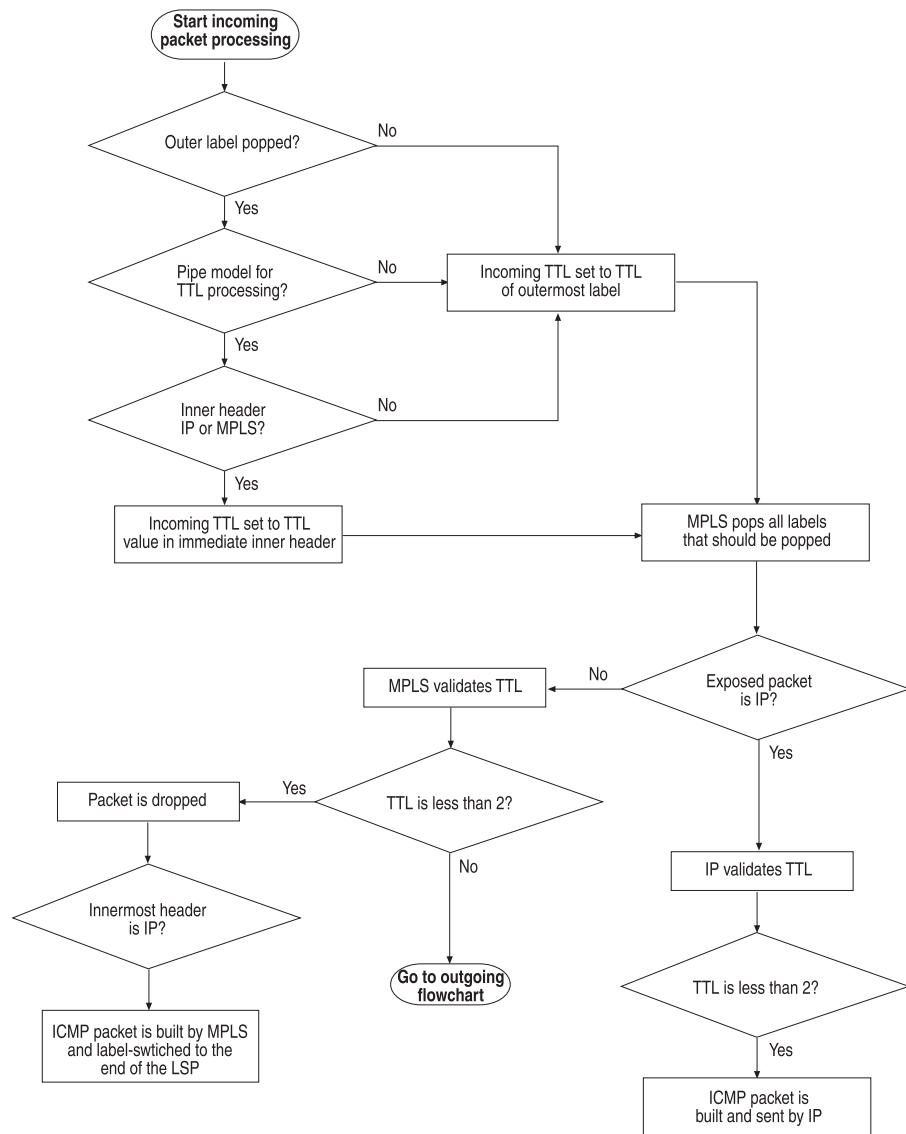 Start incoming
packet processing
Outer label popped?
No
Yes
Pipe model for
TTL processing?
No
Incoming TTL set to TTL
of outermost label
Yes
Inner header
IP or MPLS?
No
Yes
Incoming TTL set to TTL
value in immediate inner header
MPLS pops all labels
that should be popped
Exposed packet
is IP?
No
MPLS validates TTL
Yes
TTL is less than 2?
Yes
Packet is dropped
No
IP validates TTL
Innermost header
is IP?
Go to outgoing
flowchart
TTL is less than 2?
ICMP packet is built by MPLS
and label-swtiched to the
end of the LSP
Yes
ICMP packet is
built and sent by IP